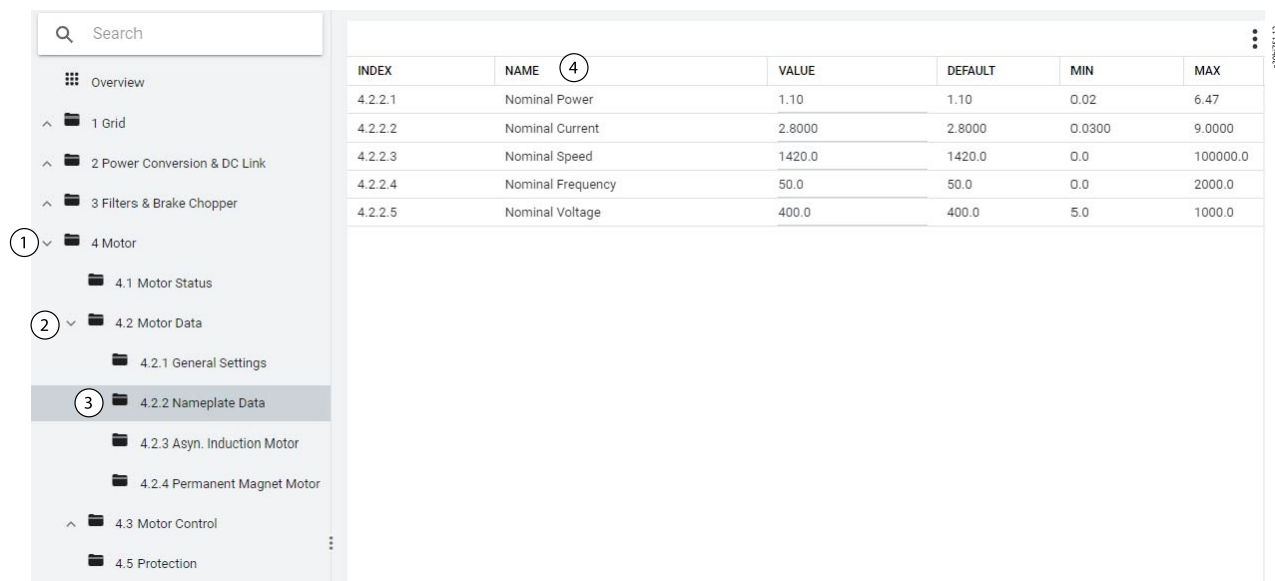 Search
Overview
1 Grid
2 Power Conversion & DC Link
3 Filters & Brake Chopper
1
4 Motor
4.1 Motor Status
2
4.2 Motor Data
4.2.1 General Settings
3
4.2.2 Nameplate Data
4.2.3 Asyn. Induction Motor
4.2.4 Permanent Magnet Motor
4.3 Motor Control
4.5 Protection
INDEX NAME 4 VALUE DEFAULT MIN MAX
4.2.2.1 Nominal Power 1.10 1.10 0.02 6.47
4.2.2.2 Nominal Current 2.8000 2.8000 0.0300 9.0000
4.2.2.3 Nominal Speed 1420.0 1420.0 0.0 100000.0
4.2.2.4 Nominal Frequency 50.0 50.0 0.0 2000.0
4.2.2.5 Nominal Voltage 400.0 400.0 5.0 1000.0